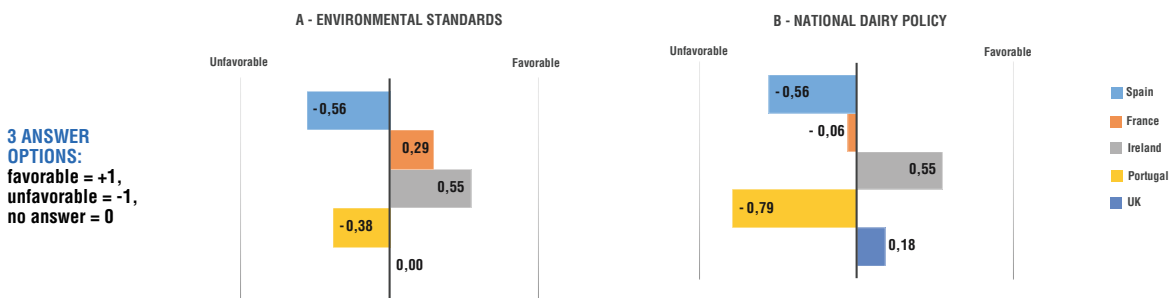 A - ENVIRONMENTAL STANDARDS
Unfavorable
Favorable
- 0,56
0,29
0,55
- 0,38
0,00
3 ANSWER
OPTIONS:
favorable = +1,
unfavorable = -1,
no answer = 0
B - NATIONAL DAIRY POLICY
Unfavorable
Favorable
- 0,56
- 0,06
0,55
- 0,79
0,18
Spain
France
Ireland
Portugal
UK